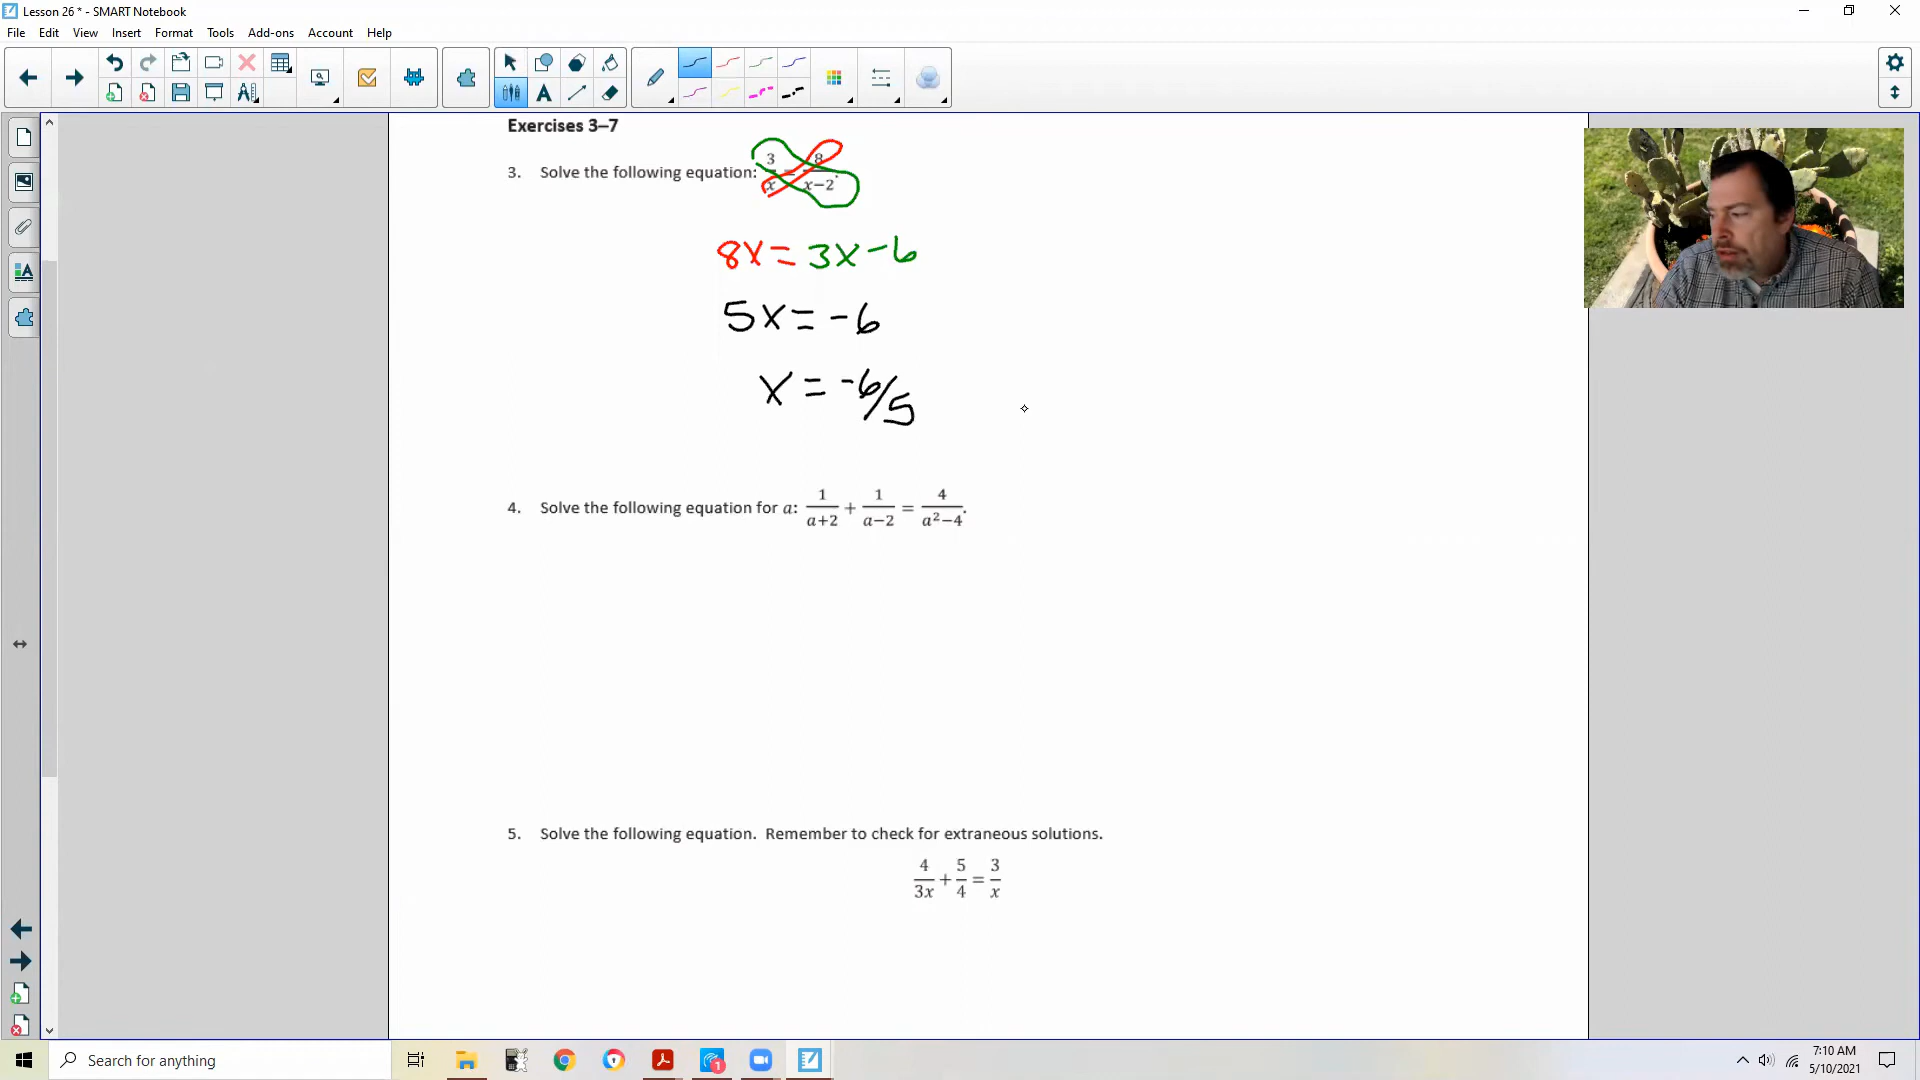 Lesson 26 * - SMART Notebook
File Edit View Insert Format Tools Add-ons Account Help
Exercises 3–7
3. Solve the following equation: 3/x = 8/(x−2).
8x = 3x − 6
5x = -6
x = -6/5
4. Solve the following equation for a: 1/(a+2) + 1/(a−2) = 4/(a²−4).
5. Solve the following equation. Remember to check for extraneous solutions.
4/(3x) + 5/4 = 3/x
Search for anything
1
7:10 AM
5/10/2021